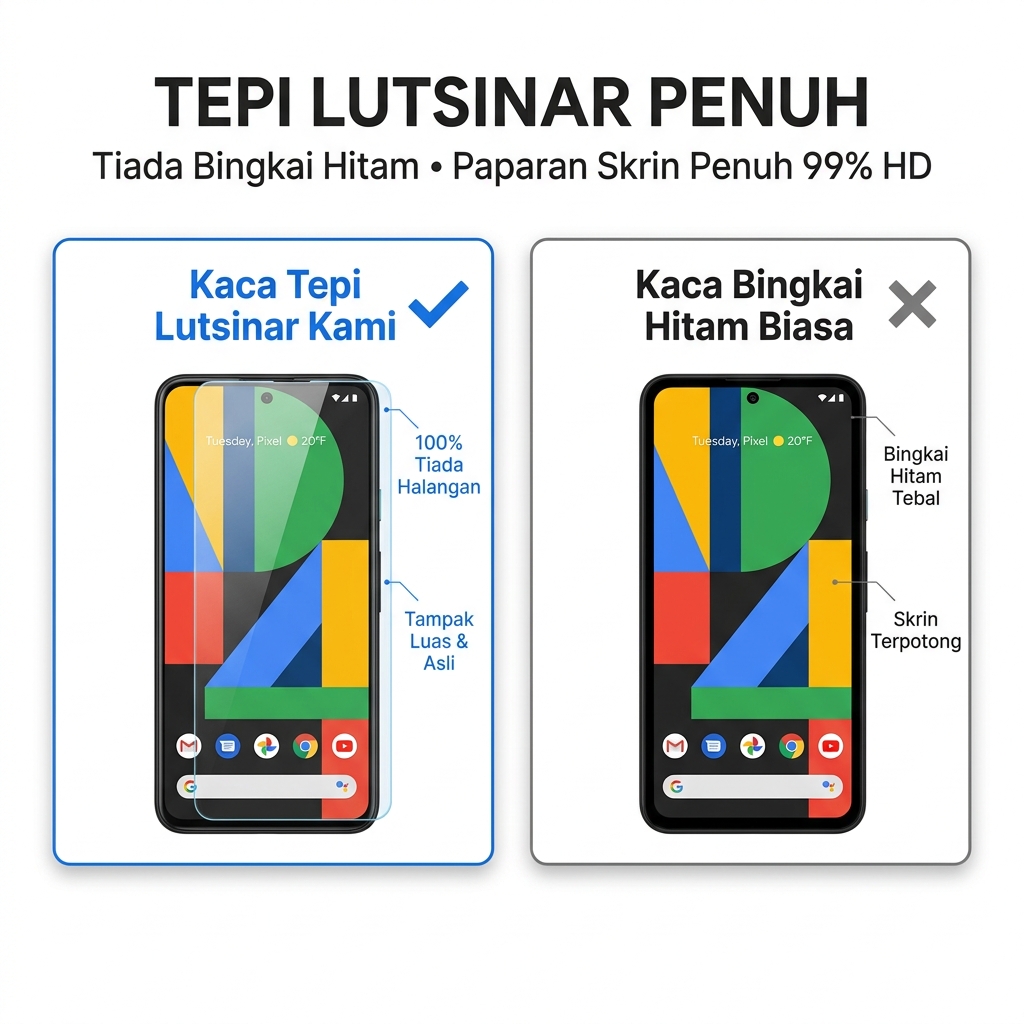 TEPI LUTSINAR PENUH
Tiada Bingkai Hitam • Paparan Skrin Penuh 99% HD
Kaca Tepi
Lutsinar Kami
Tuesday, Pixel 20°F
100%
Tiada
Halangan
Tampak
Luas &
Asli
Kaca Bingkai
Hitam Biasa
Tuesday, Pixel 20°F
Bingkai
Hitam
Tebal
Skrin
Terpotong